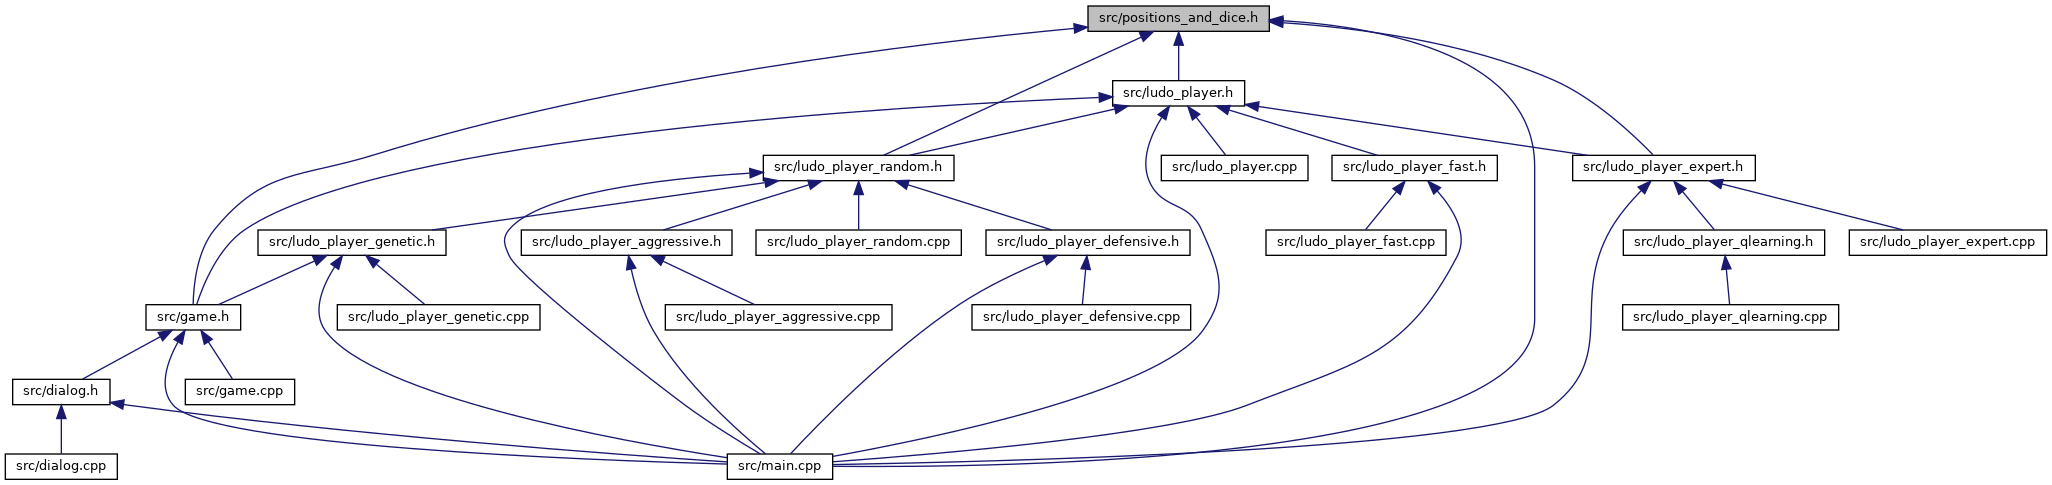 src/positions_and_dice.h
src/ludo_player.h
src/ludo_player_random.h
src/ludo_player.cpp
src/ludo_player_fast.h
src/ludo_player_expert.h
src/ludo_player_genetic.h
src/ludo_player_aggressive.h
src/ludo_player_random.cpp
src/ludo_player_defensive.h
src/ludo_player_fast.cpp
src/ludo_player_qlearning.h
src/ludo_player_expert.cpp
src/game.h
src/ludo_player_genetic.cpp
src/ludo_player_aggressive.cpp
src/ludo_player_defensive.cpp
src/ludo_player_qlearning.cpp
src/dialog.h
src/game.cpp
src/dialog.cpp
src/main.cpp